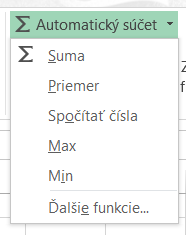 Σ Automatický súčet
Σ Suma
Priemer
Spočítať čísla
Max
Min
Ďalšie funkcie...